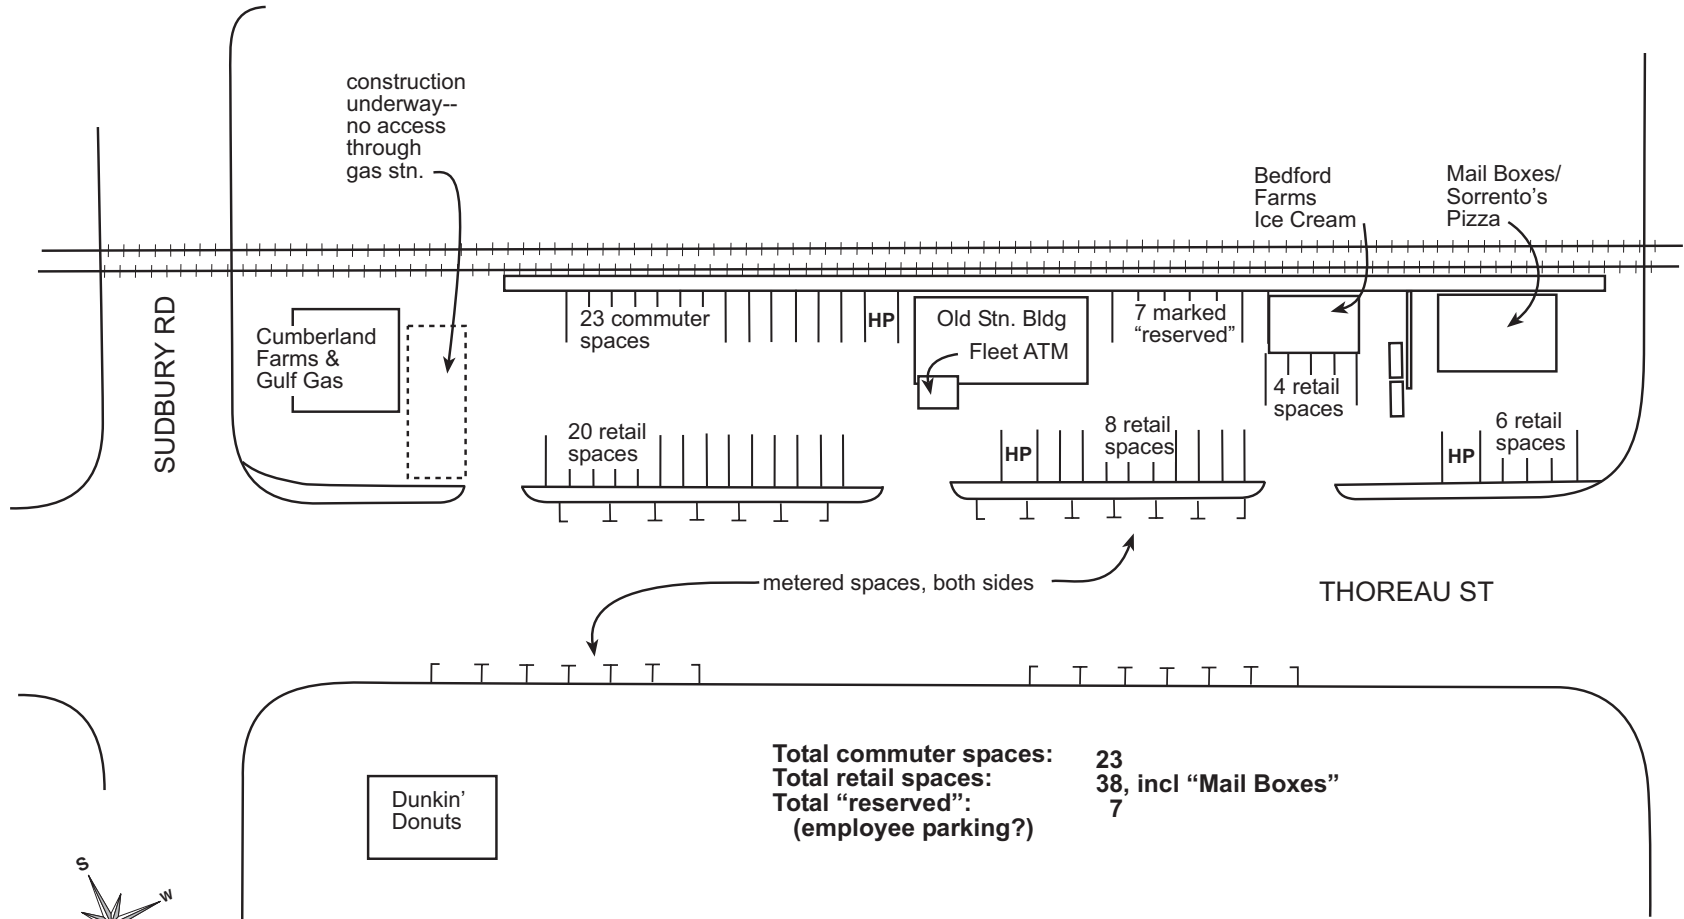 construction
underway--
no access
through
gas stn.
Bedford
Farms
Ice Cream
Mail Boxes/
Sorrento’s
Pizza
SUDBURY RD
Cumberland
Farms &
Gulf Gas
23 commuter
spaces
HP
Old Stn. Bldg
Fleet ATM
7 marked
“reserved”
4 retail
spaces
20 retail
spaces
HP
8 retail
spaces
HP
6 retail
spaces
metered spaces, both sides
THOREAU ST
Total commuter spaces: 23
Total retail spaces: 38, incl “Mail Boxes”
Total “reserved”: 7
(employee parking?)
Dunkin’
Donuts
S
W